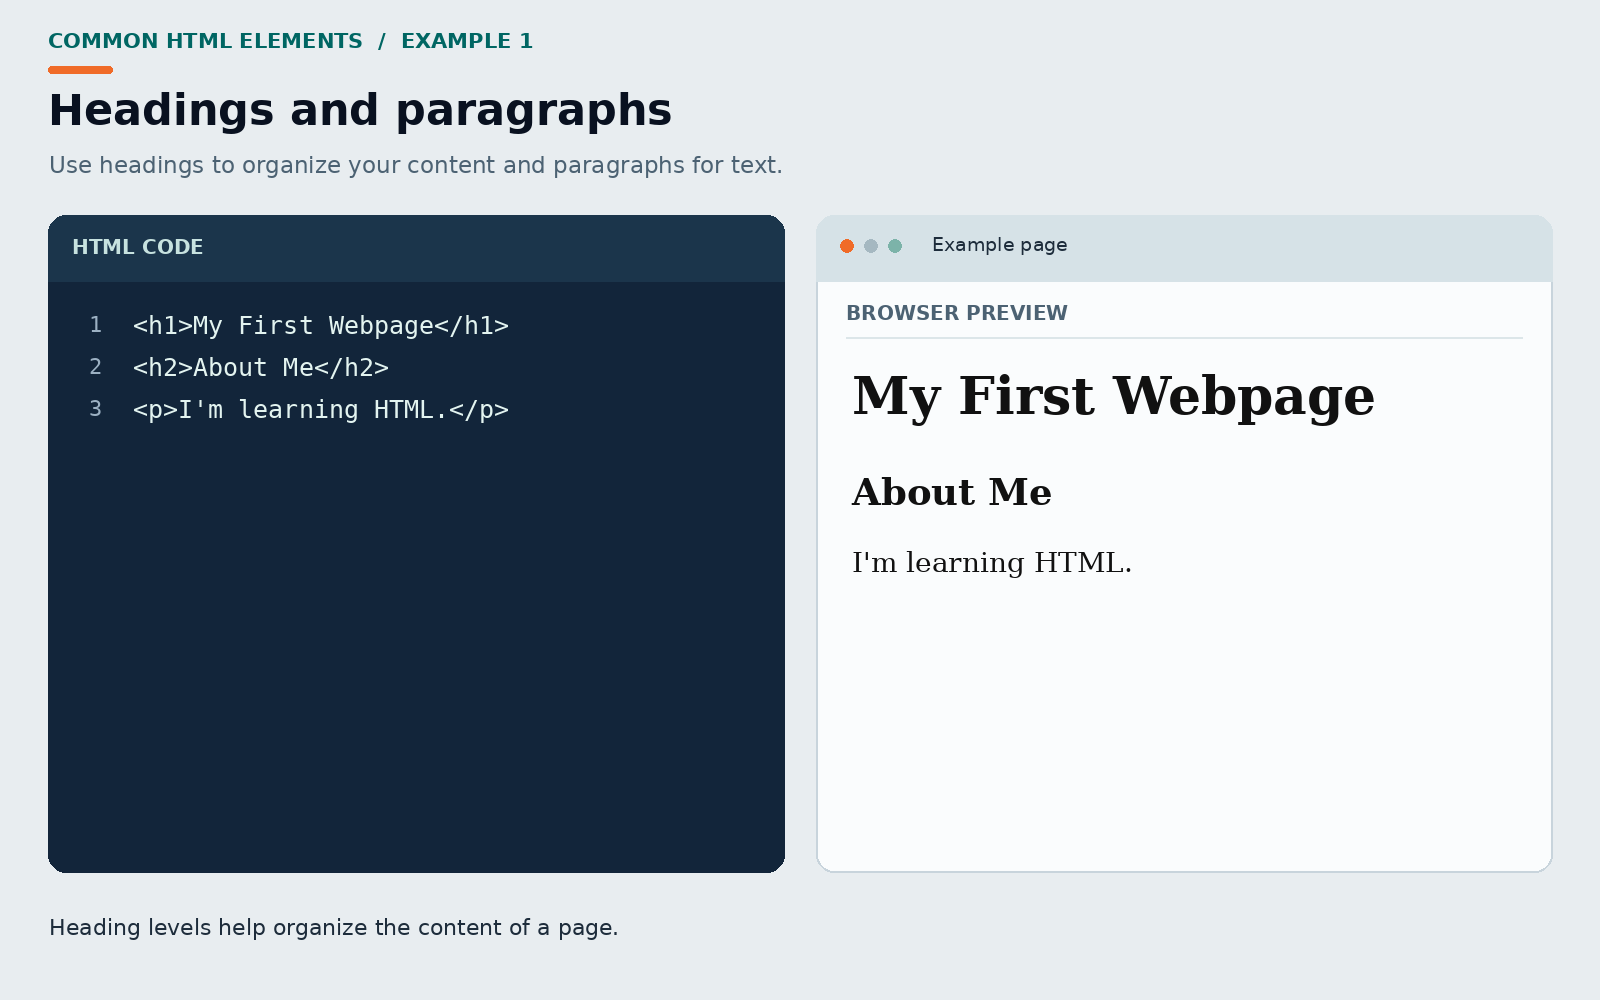 COMMON HTML ELEMENTS / EXAMPLE 1
Headings and paragraphs
Use headings to organize your content and paragraphs for text.
HTML CODE
1 <h1>My First Webpage</h1>
2 <h2>About Me</h2>
3 <p>I'm learning HTML.</p>
Example page
BROWSER PREVIEW
My First Webpage
About Me
I'm learning HTML.
Heading levels help organize the content of a page.